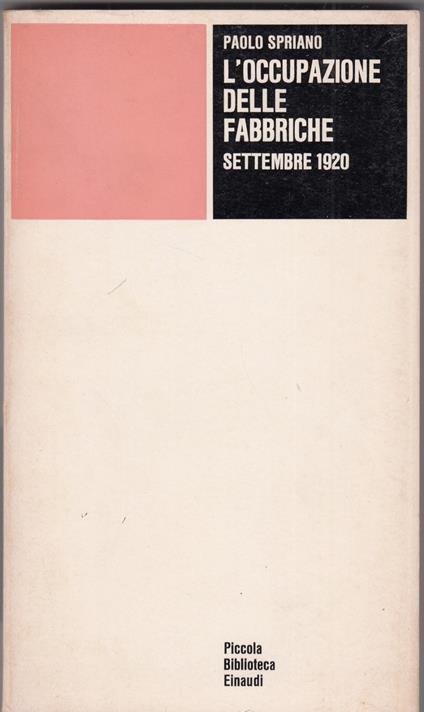 PAOLO SPRIANO
L'OCCUPAZIONE
DELLE
FABBRICHE
SETTEMBRE 1920
Piccola
Biblioteca
Einaudi